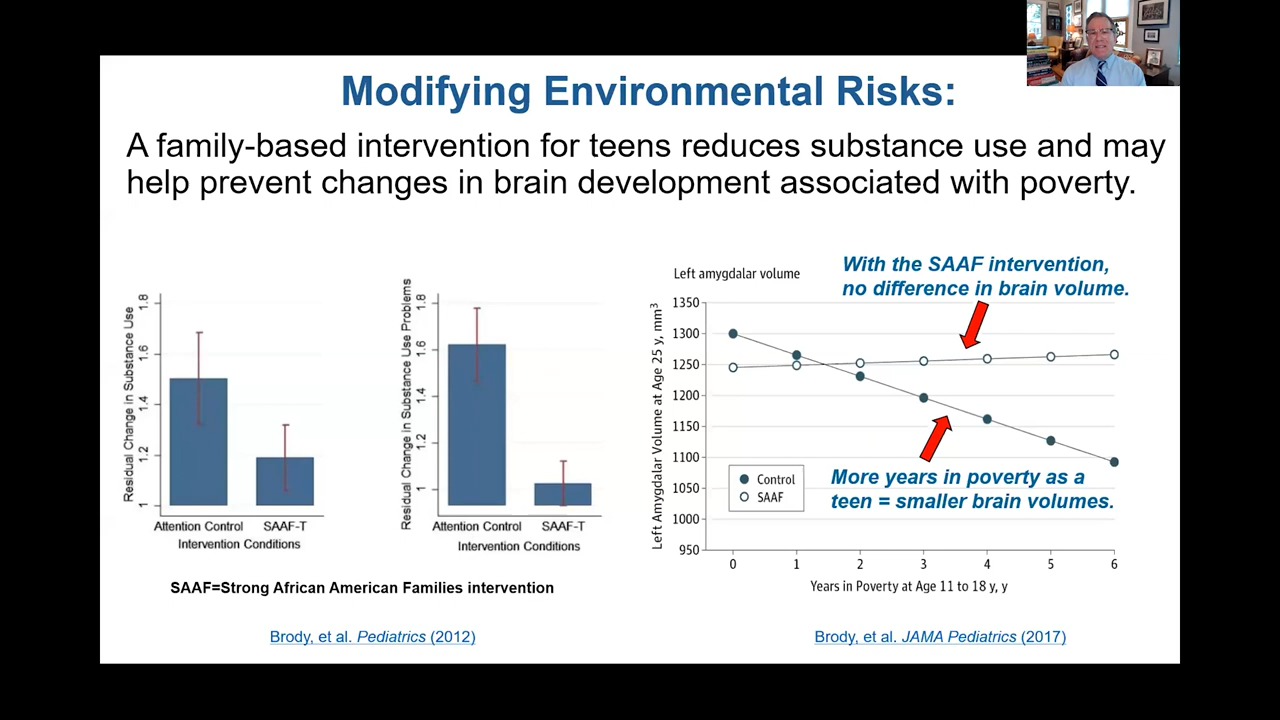 Modifying Environmental Risks:
A family-based intervention for teens reduces substance use and may
help prevent changes in brain development associated with poverty.
Residual Change in Substance Use
1.8
1.6
1.4
1.2
1
Attention Control SAAF-T
Intervention Conditions
Residual Change in Substance Use Problems
1.8
1.6
1.4
1.2
1
Attention Control SAAF-T
Intervention Conditions
SAAF=Strong African American Families intervention
Brody, et al. Pediatrics (2012)
Left amygdalar volume
With the SAAF intervention,
no difference in brain volume.
Left Amygdalar Volume at Age 25 y, mm³
1350
1300
1250
1200
1150
1100
1050
1000
950
Control
SAAF
More years in poverty as a
teen = smaller brain volumes.
0 1 2 3 4 5 6
Years in Poverty at Age 11 to 18 y, y
Brody, et al. JAMA Pediatrics (2017)